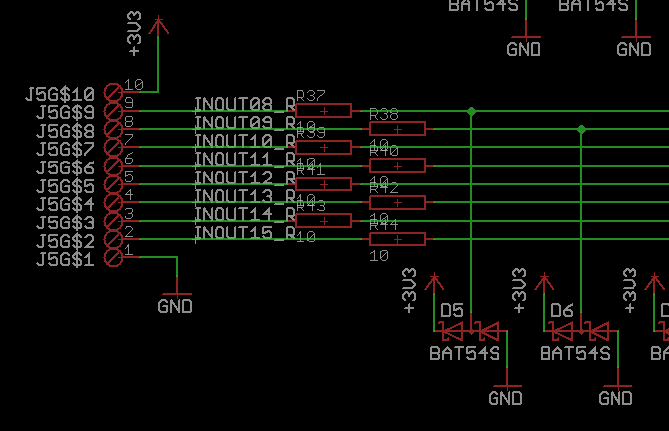 BAT54S BAT54S
GND GND
+3V3
J5G$10 10
J5G$9 9 INOUT08_R R37 10
J5G$8 8 INOUT09_R R38 10
J5G$7 7 INOUT10_R R39 10
J5G$6 6 INOUT11_R R40 10
J5G$5 5 INOUT12_R R41 10
J5G$4 4 INOUT13_R R42 10
J5G$3 3 INOUT14_R R43 10
J5G$2 2 INOUT15_R R44 10
J5G$1 1
GND
+3V3 +3V3 +3V3
D5 D6
BAT54S BAT54S
GND GND